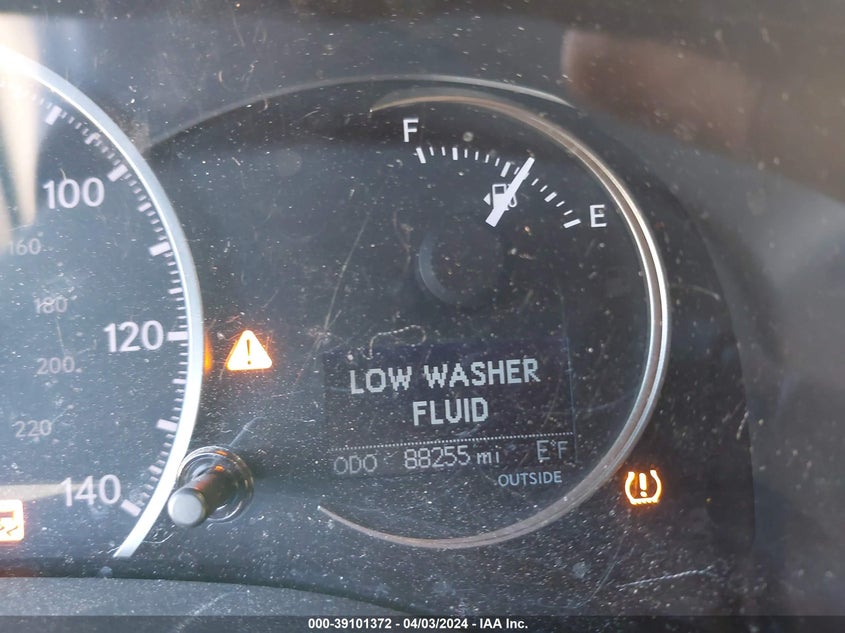 F
E
100
160
180
120
200
220
140
LOW WASHER
FLUID
ODO 88255 mi E°F
OUTSIDE
000-39101372 - 04/03/2024 - IAA Inc.